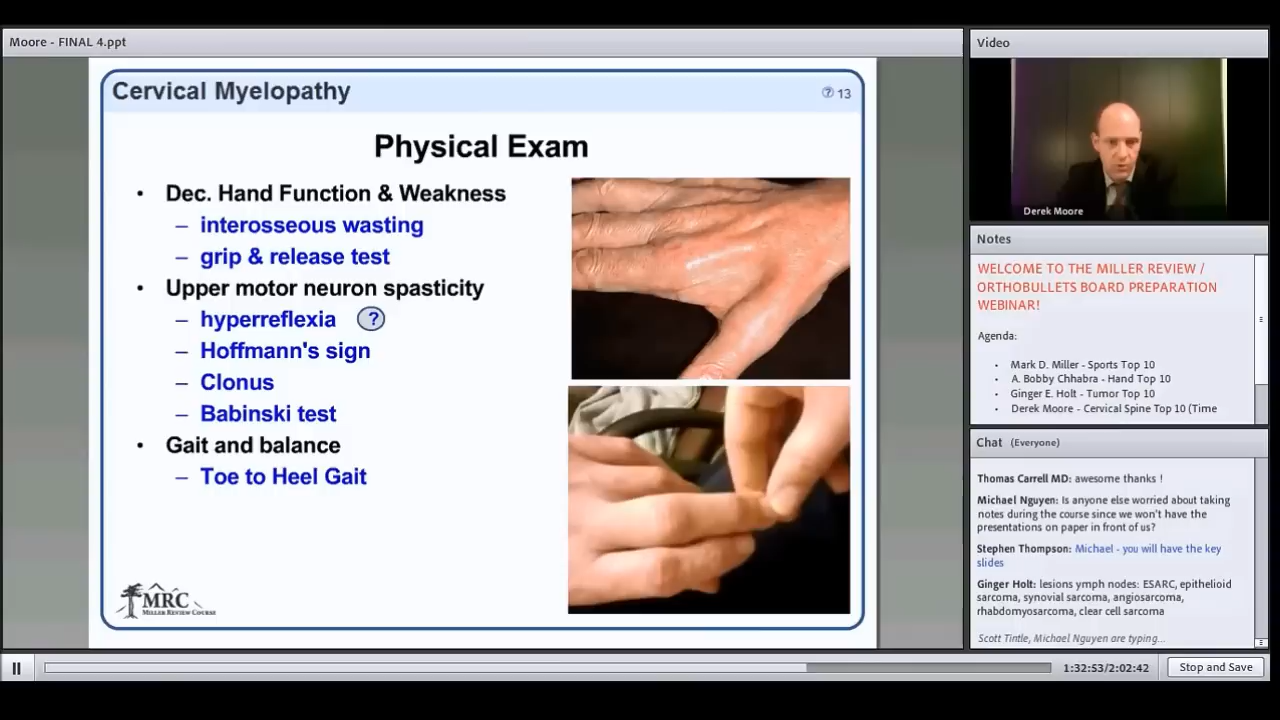 Moore - FINAL 4.ppt
Cervical Myelopathy
? 13
Physical Exam
• Dec. Hand Function & Weakness
– interosseous wasting
– grip & release test
• Upper motor neuron spasticity
– hyperreflexia ?
– Hoffmann's sign
– Clonus
– Babinski test
• Gait and balance
– Toe to Heel Gait
MRC
MILLER REVIEW COURSE
Video
Derek Moore
Notes
WELCOME TO THE MILLER REVIEW /
ORTHOBULLETS BOARD PREPARATION
WEBINAR!
Agenda:
• Mark D. Miller - Sports Top 10
• A. Bobby Chhabra - Hand Top 10
• Ginger E. Holt - Tumor Top 10
• Derek Moore - Cervical Spine Top 10 (Time
Chat (Everyone)
Thomas Carrell MD: awesome thanks !
Michael Nguyen: Is anyone else worried about taking
notes during the course since we won't have the
presentations on paper in front of us?
Stephen Thompson: Michael - you will have the key
slides
Ginger Holt: lesions ymph nodes: ESARC, epithelioid
sarcoma, synovial sarcoma, angiosarcoma,
rhabdomyosarcoma, clear cell sarcoma
Scott Tintle, Michael Nguyen are typing...
1:32:53/2:02:42
Stop and Save